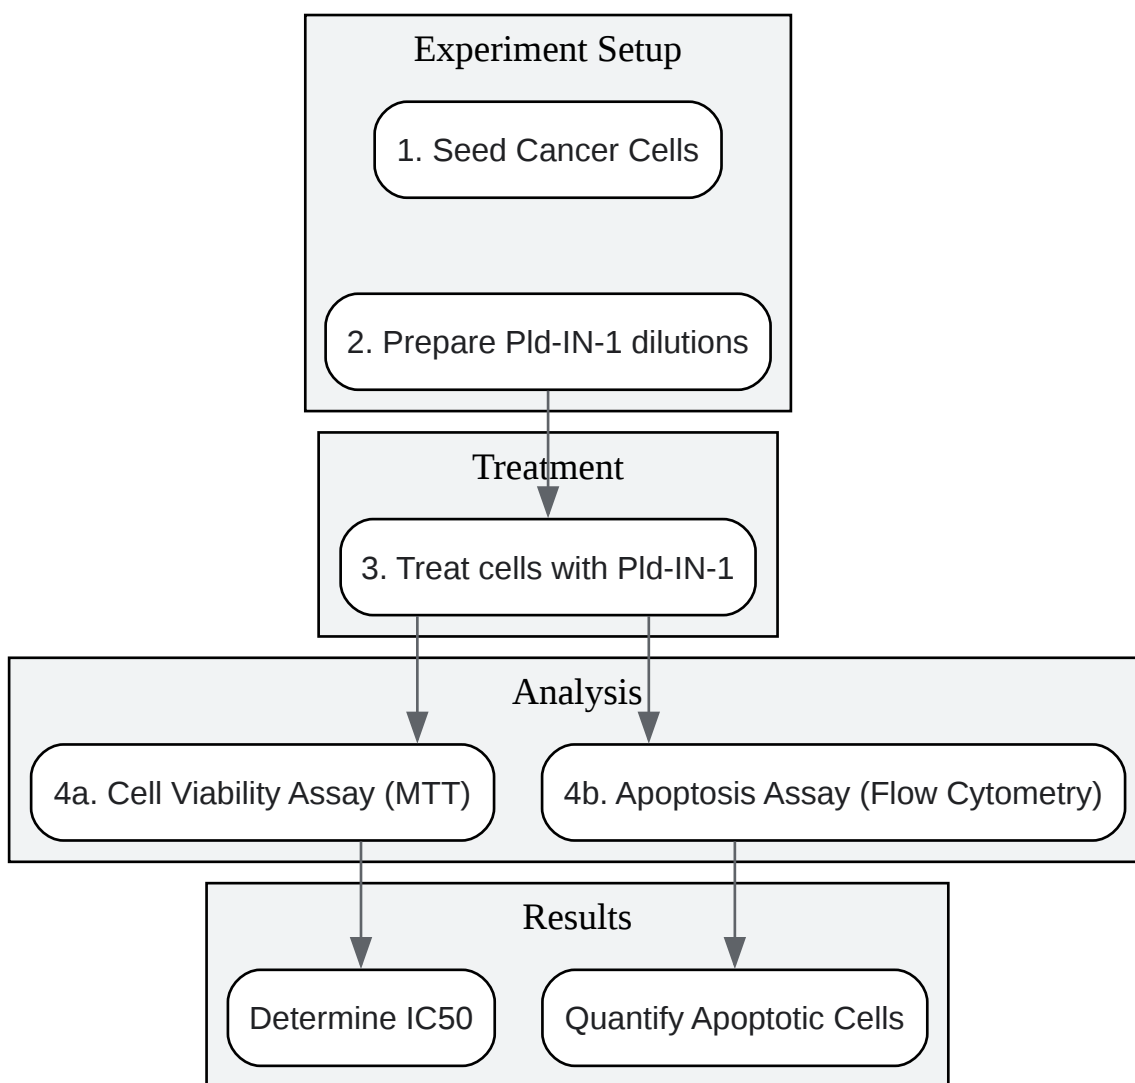 Experiment Setup
1. Seed Cancer Cells
2. Prepare Pld-IN-1 dilutions
Treatment
3. Treat cells with Pld-IN-1
Analysis
4a. Cell Viability Assay (MTT)
4b. Apoptosis Assay (Flow Cytometry)
Results
Determine IC50
Quantify Apoptotic Cells